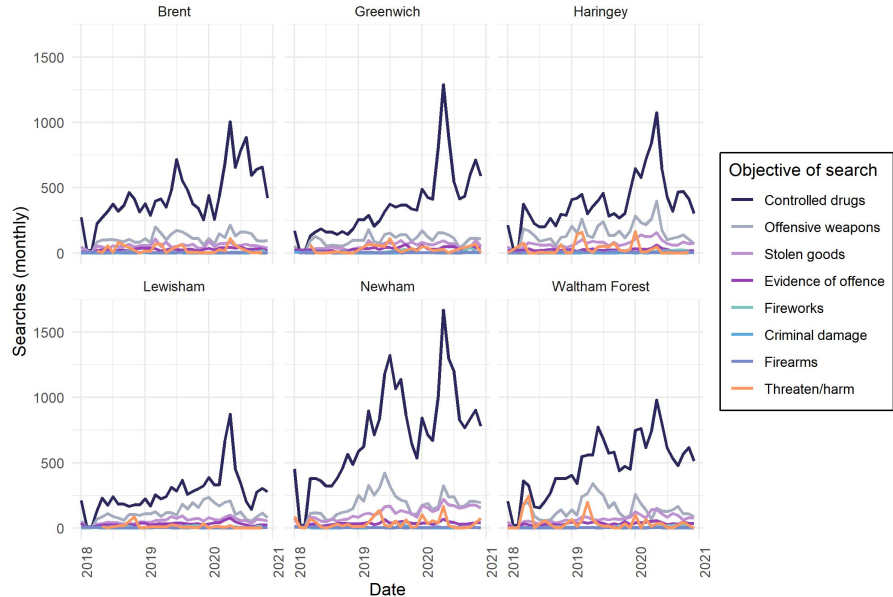 Brent Greenwich Haringey
1500
1000
500
0
Searches (monthly)
Lewisham Newham Waltham Forest
1500
1000
500
0
2018 2019 2020 2021 2018 2019 2020 2021 2018 2019 2020 2021
Date
Objective of search
Controlled drugs
Offensive weapons
Stolen goods
Evidence of offence
Fireworks
Criminal damage
Firearms
Threaten/harm